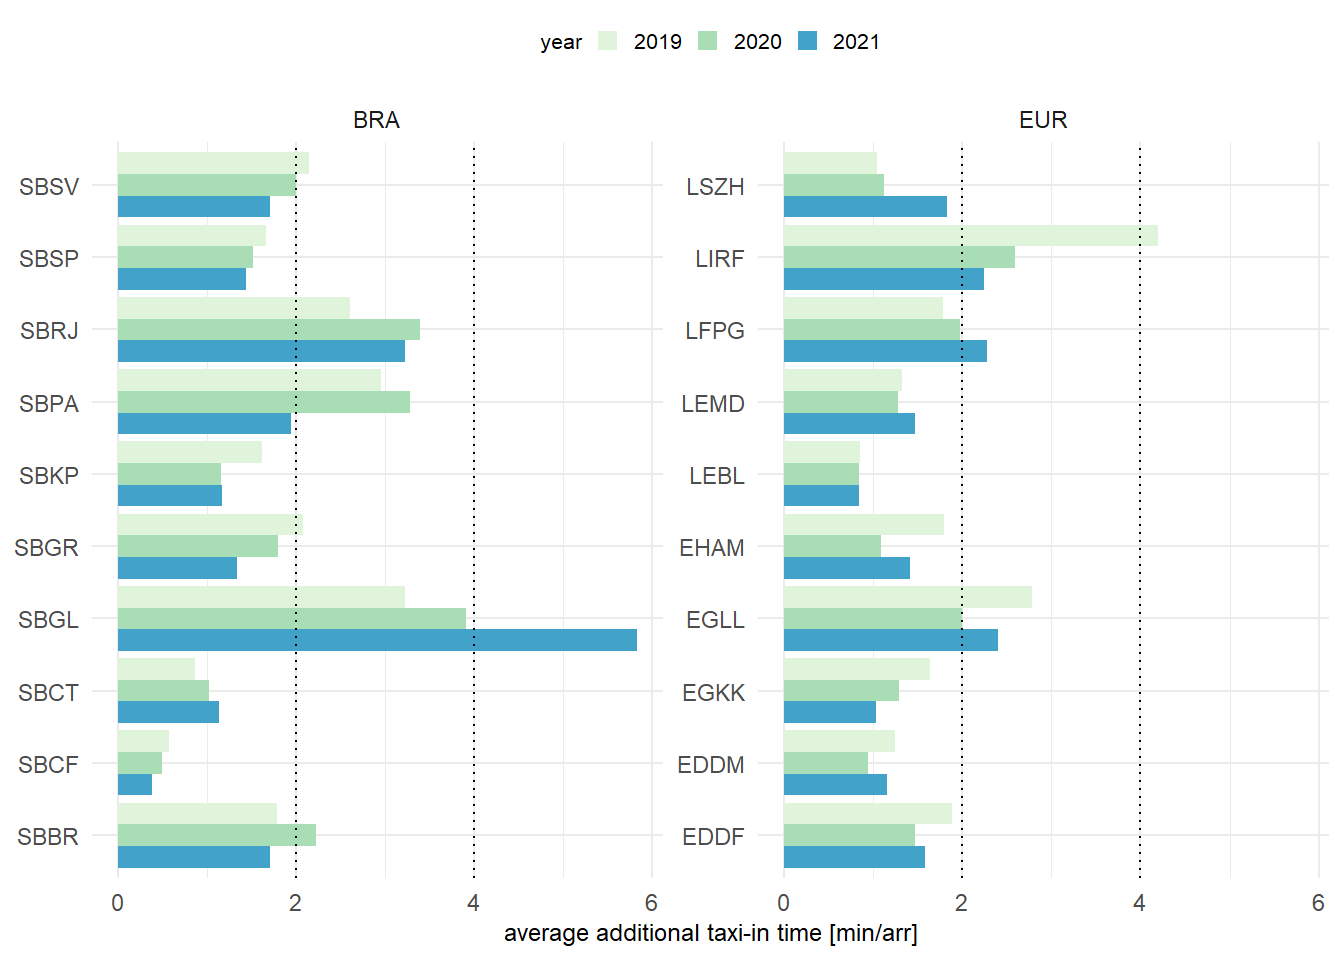 year 2019 2020 2021
BRA EUR
SBSV LSZH
SBSP LIRF
SBRJ LFPG
SBPA LEMD
SBKP LEBL
SBGR EHAM
SBGL EGLL
SBCT EGKK
SBCF EDDM
SBBR EDDF
0 2 4 6 0 2 4 6
average additional taxi-in time [min/arr]